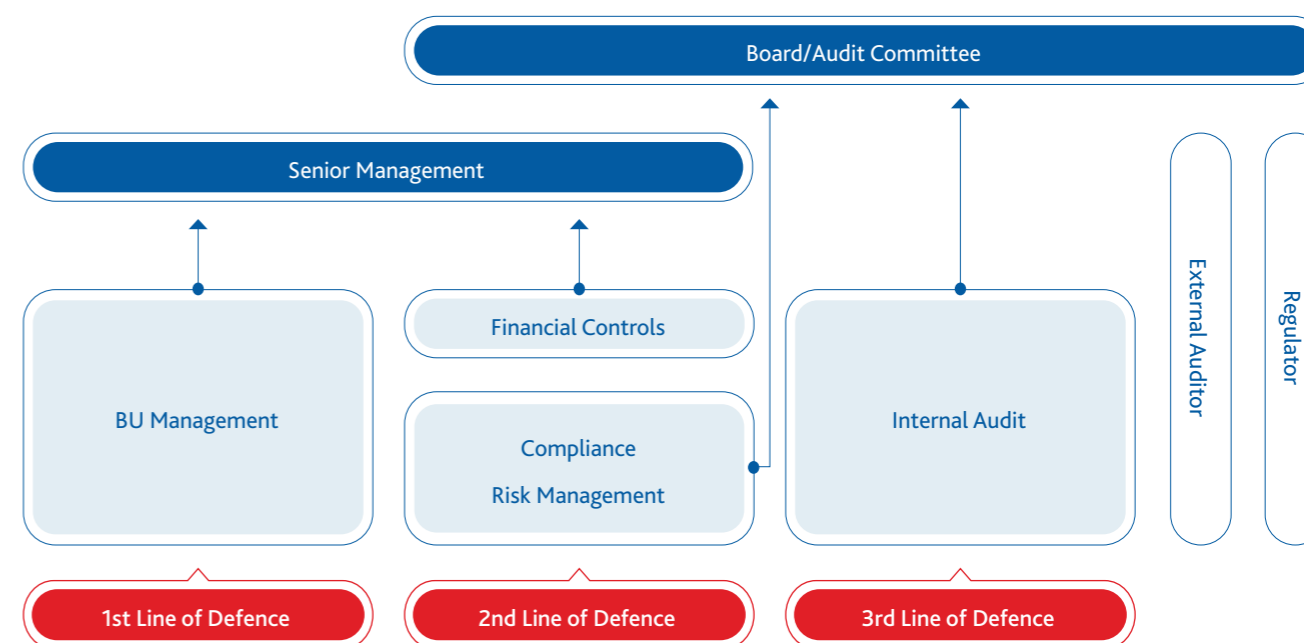 Board/Audit Committee
Senior Management
BU Management
Financial Controls
Compliance
Risk Management
Internal Audit
External Auditor
Regulator
1st Line of Defence
2nd Line of Defence
3rd Line of Defence